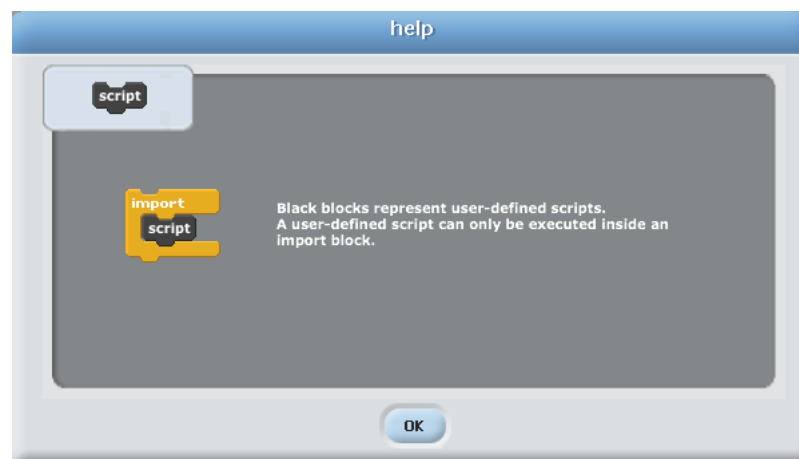 help
script
import
script
Black blocks represent user-defined scripts.
A user-defined script can only be executed inside an
import block.
OK